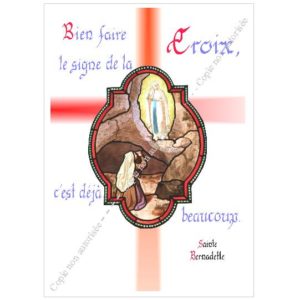 Bien faire
le signe de la
Croix,
c'est déjà
beaucoup.
Sainte
Bernadette
Copie non autorisée - Copie non autorisée